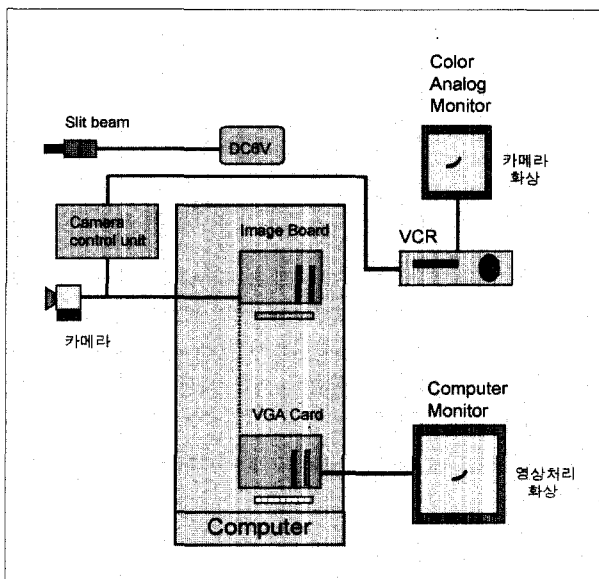 Color
Analog
Monitor
Slit beam
DC6V
카메라
화상
Camera
control unit
Image Board
VCR
카메라
Computer
Monitor
VGA Card
영상처리
화상
Computer